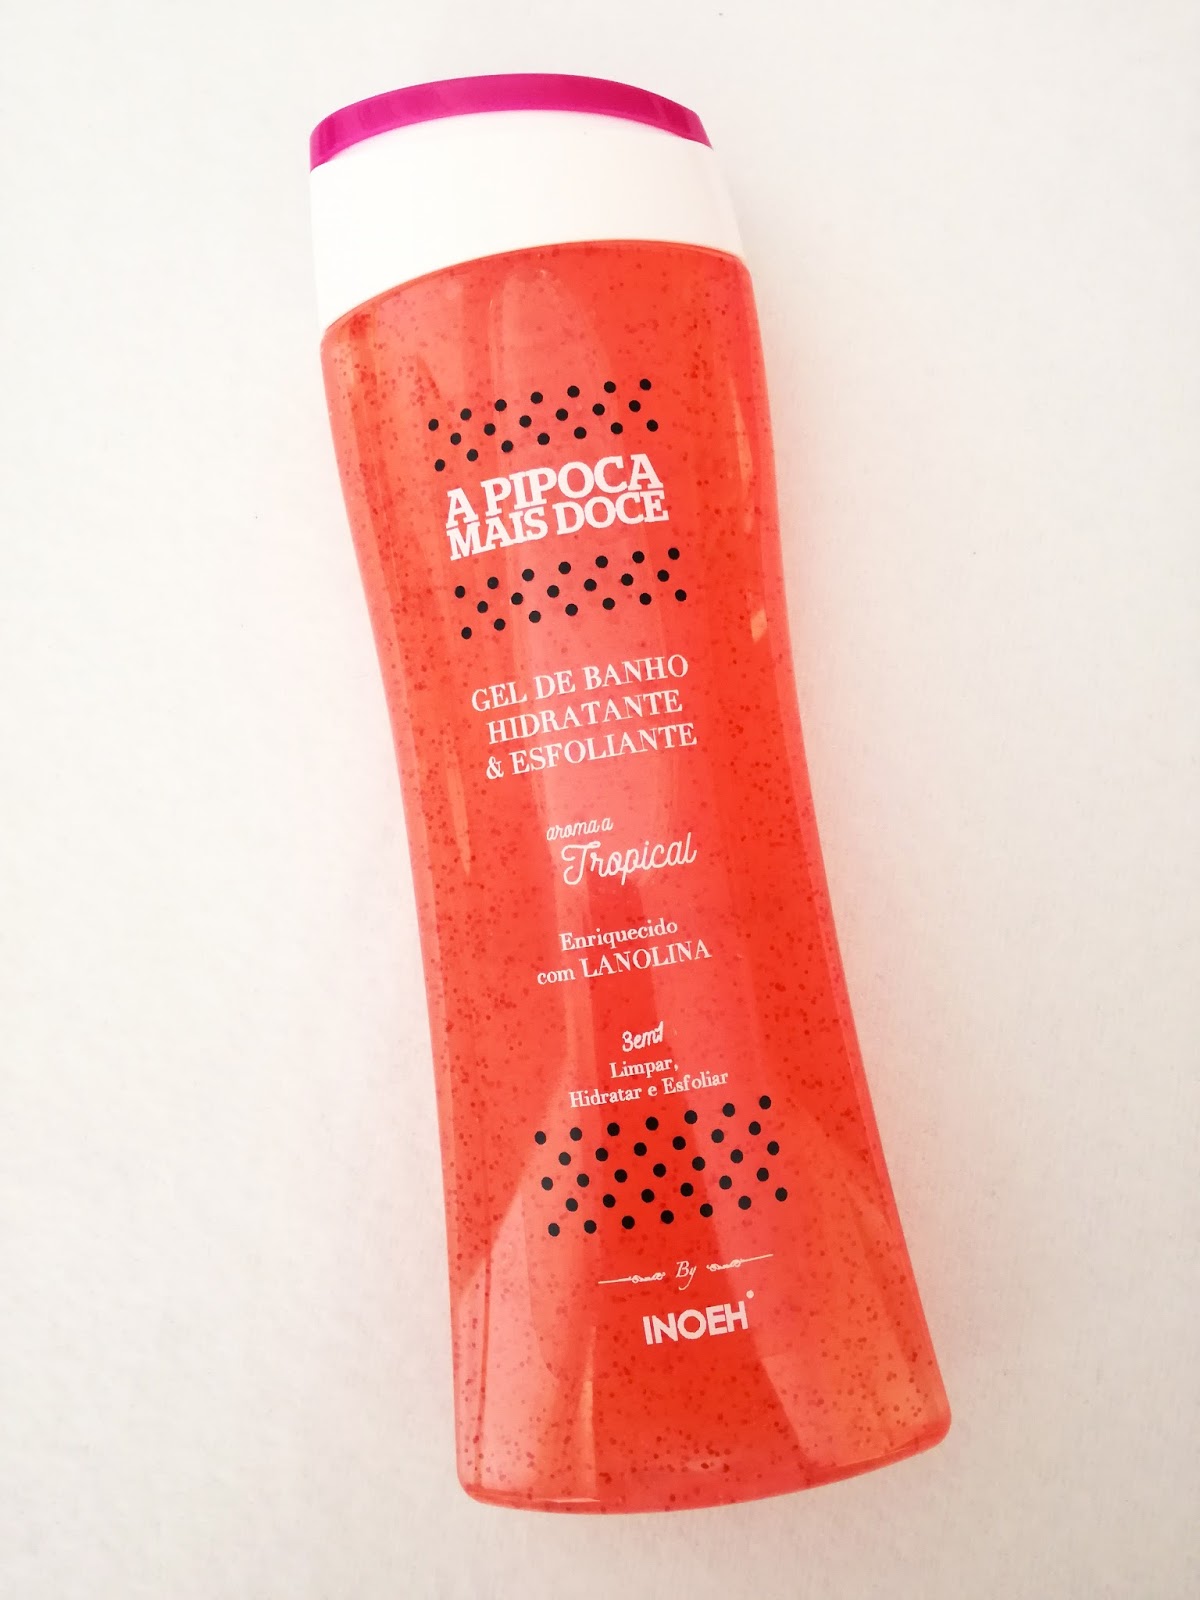 A PIPOCA
MAIS DOCE
GEL DE BANHO
HIDRATANTE
& ESFOLIANTE
aroma a
Tropical
Enriquecido
com LANOLINA
3em1
Limpar,
Hidratar e Esfoliar
By
INOEH